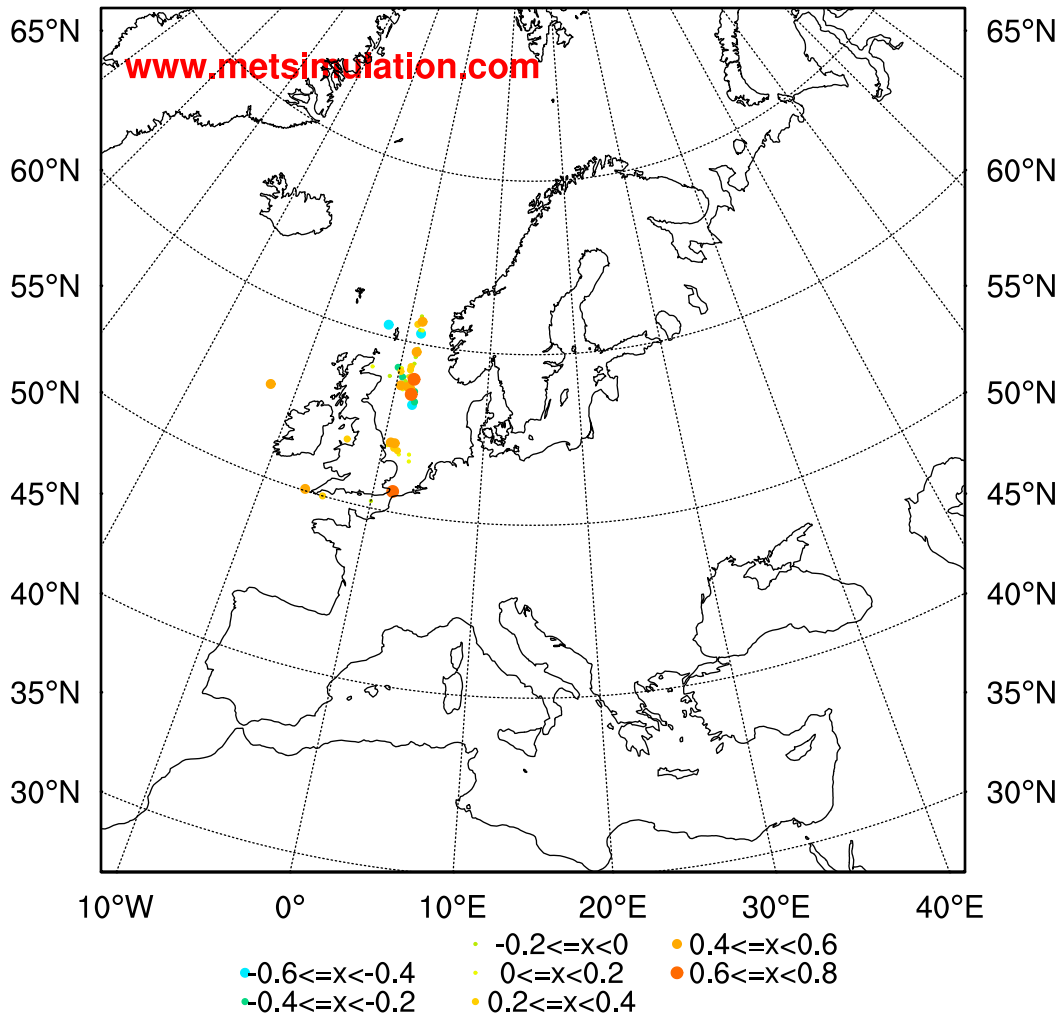 65°N 65°N
www.metsimulation.com
60°N 60°N
55°N 55°N
50°N 50°N
45°N 45°N
40°N 40°N
35°N 35°N
30°N 30°N
10°W 0° 10°E 20°E 30°E 40°E
-0.2<=x<0 0.4<=x<0.6
-0.6<=x<-0.4 0<=x<0.2 0.6<=x<0.8
-0.4<=x<-0.2 0.2<=x<0.4